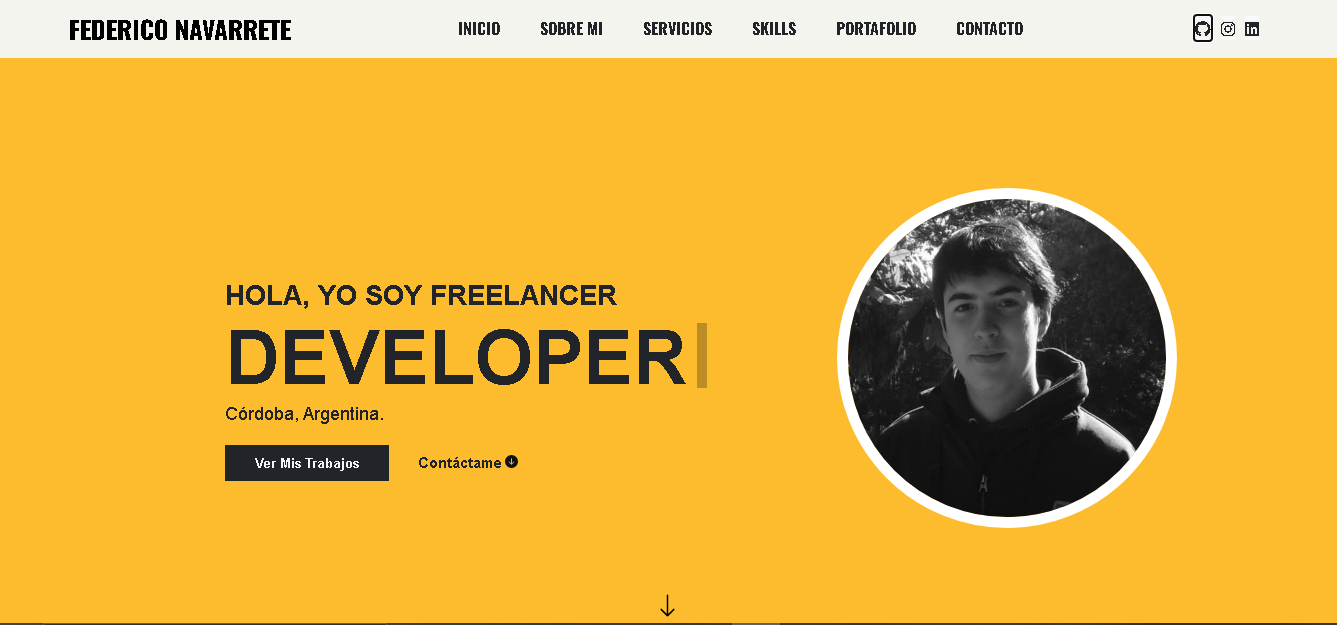 FEDERICO NAVARRETE
INICIO SOBRE MI SERVICIOS SKILLS PORTAFOLIO CONTACTO
HOLA, YO SOY FREELANCER
DEVELOPER
Córdoba, Argentina.
Ver Mis Trabajos Contáctame